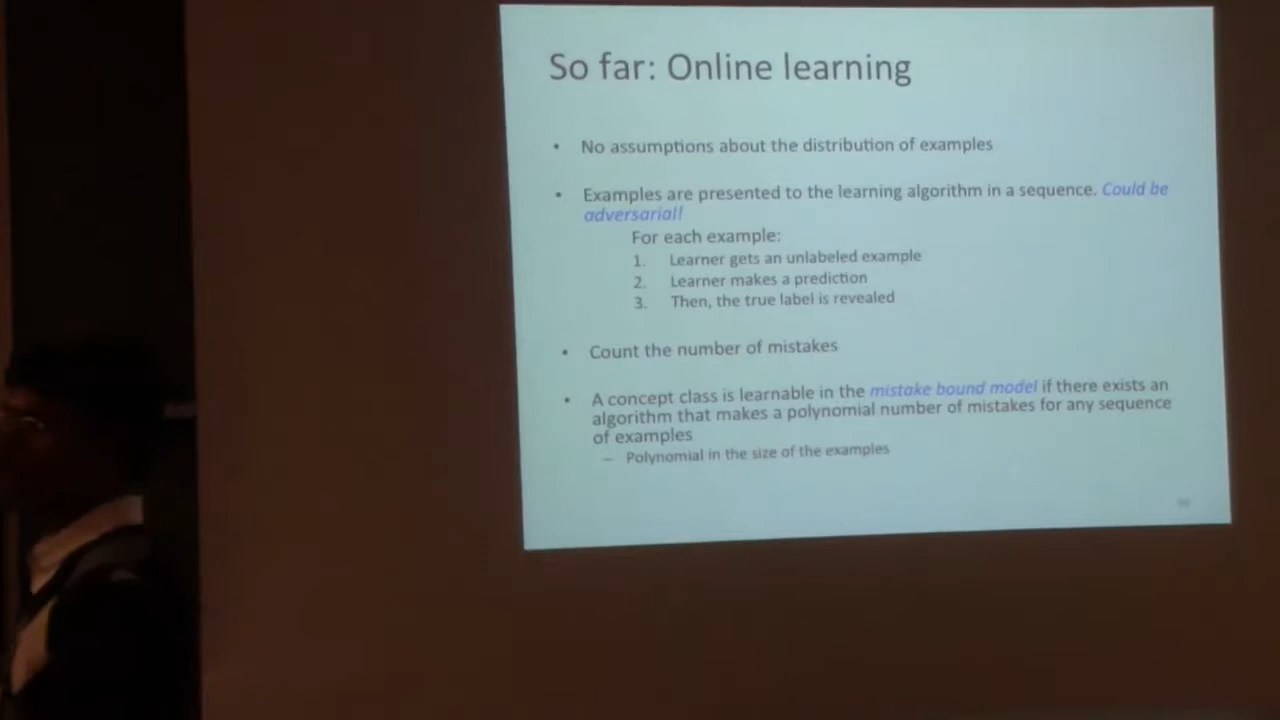 So far: Online learning
• No assumptions about the distribution of examples
• Examples are presented to the learning algorithm in a sequence. Could be
adversarial!
For each example:
1. Learner gets an unlabeled example
2. Learner makes a prediction
3. Then, the true label is revealed
• Count the number of mistakes
• A concept class is learnable in the mistake bound model if there exists an
algorithm that makes a polynomial number of mistakes for any sequence
of examples
– Polynomial in the size of the examples